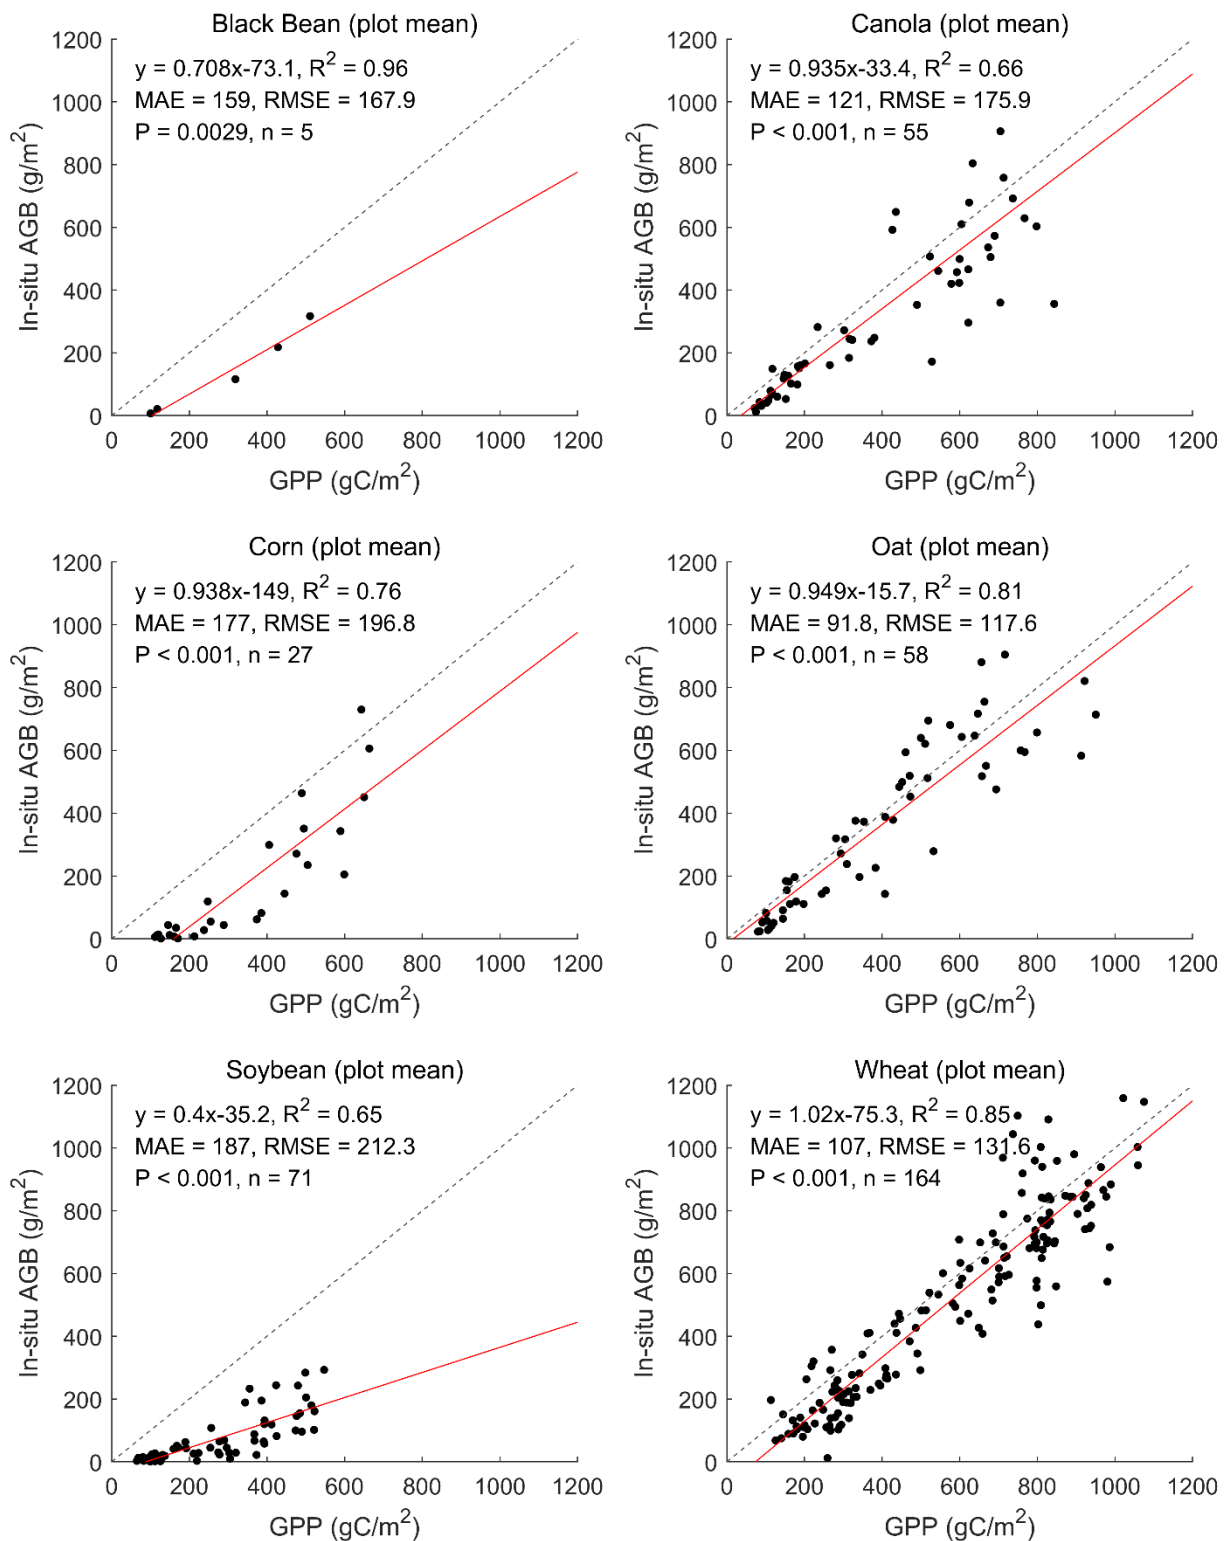 Black Bean (plot mean)
y = 0.708x-73.1, R² = 0.96
MAE = 159, RMSE = 167.9
P = 0.0029, n = 5
In-situ AGB (g/m²)
1200
1000
800
600
400
200
0
0 200 400 600 800 1000 1200
GPP (gC/m²)
Canola (plot mean)
y = 0.935x-33.4, R² = 0.66
MAE = 121, RMSE = 175.9
P < 0.001, n = 55
In-situ AGB (g/m²)
1200
1000
800
600
400
200
0
0 200 400 600 800 1000 1200
GPP (gC/m²)
Corn (plot mean)
y = 0.938x-149, R² = 0.76
MAE = 177, RMSE = 196.8
P < 0.001, n = 27
In-situ AGB (g/m²)
1200
1000
800
600
400
200
0
0 200 400 600 800 1000 1200
GPP (gC/m²)
Oat (plot mean)
y = 0.949x-15.7, R² = 0.81
MAE = 91.8, RMSE = 117.6
P < 0.001, n = 58
In-situ AGB (g/m²)
1200
1000
800
600
400
200
0
0 200 400 600 800 1000 1200
GPP (gC/m²)
Soybean (plot mean)
y = 0.4x-35.2, R² = 0.65
MAE = 187, RMSE = 212.3
P < 0.001, n = 71
In-situ AGB (g/m²)
1200
1000
800
600
400
200
0
0 200 400 600 800 1000 1200
GPP (gC/m²)
Wheat (plot mean)
y = 1.02x-75.3, R² = 0.85
MAE = 107, RMSE = 131.6
P < 0.001, n = 164
In-situ AGB (g/m²)
1200
1000
800
600
400
200
0
0 200 400 600 800 1000 1200
GPP (gC/m²)